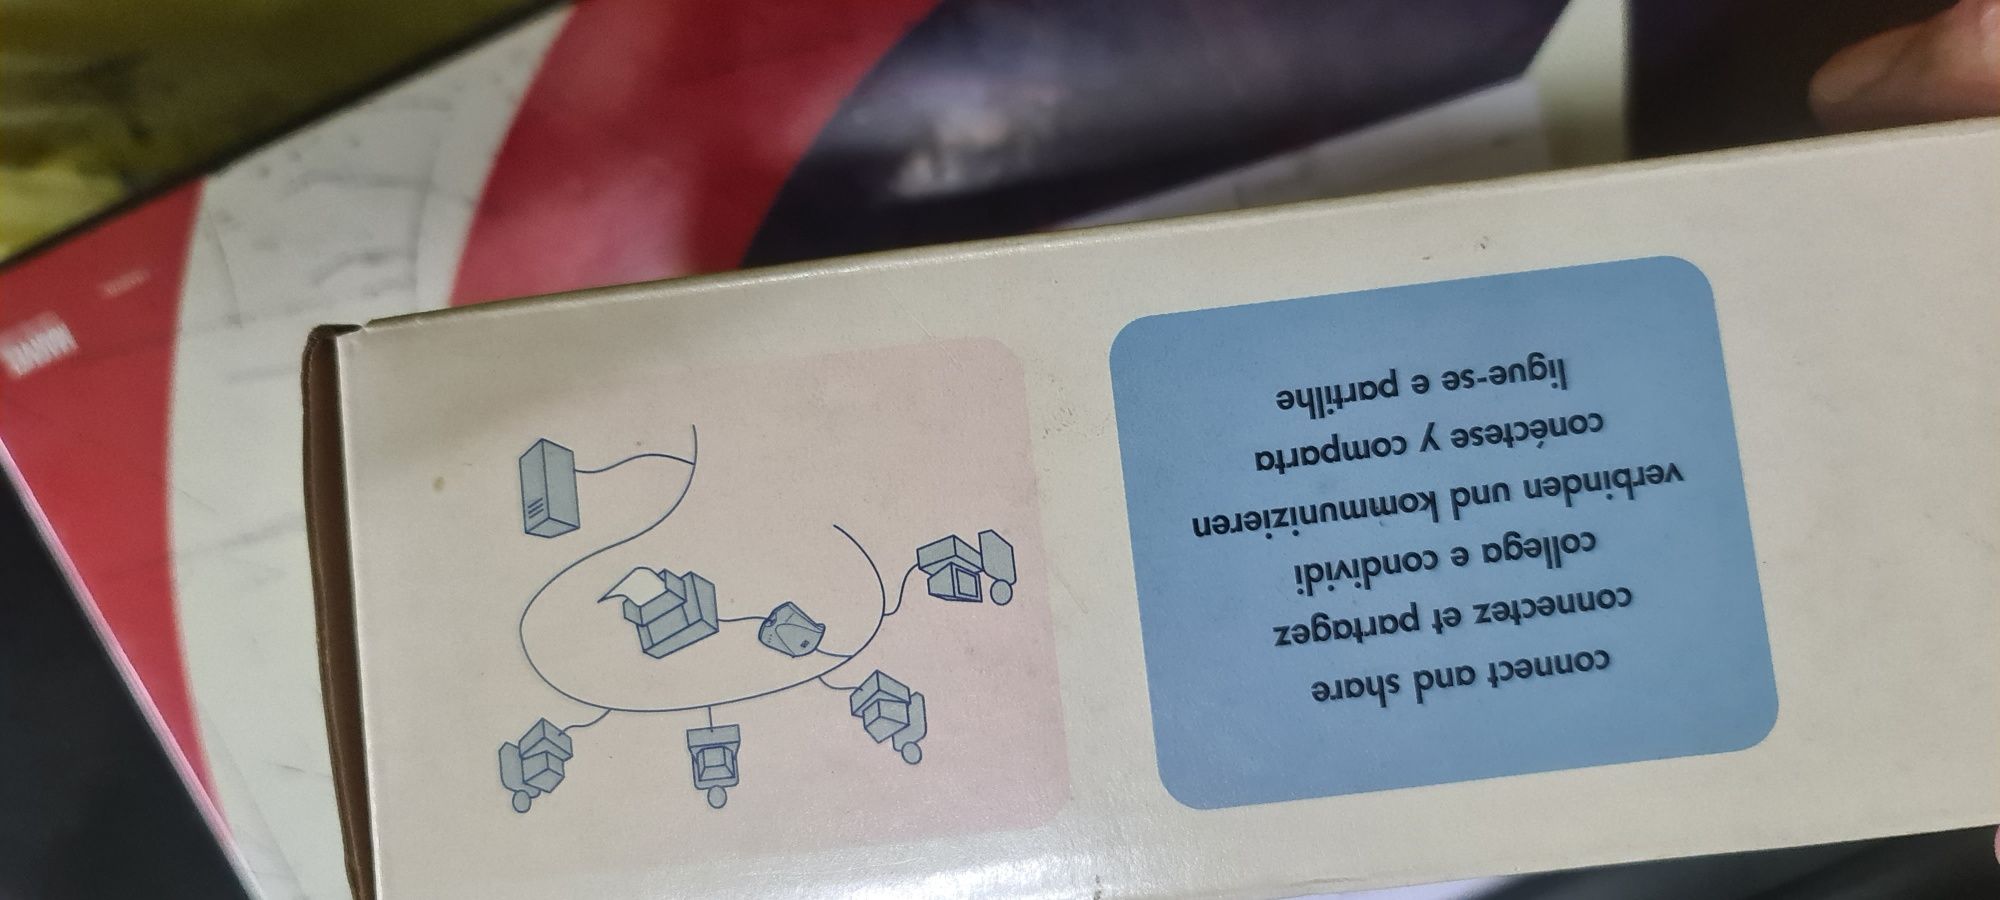 connect and share
connectez et partagez
collega e condividi
verbinden und kommunizieren
conéctese y comparta
ligue-se e partilhe